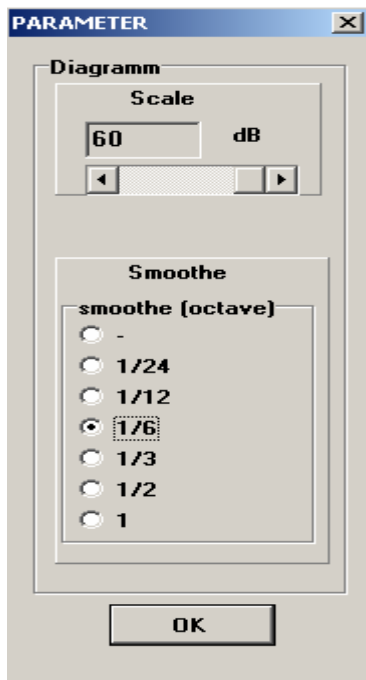 PARAMETER
Diagramm
Scale
60 dB
Smoothe
smoothe (octave)
-
1/24
1/12
1/6
1/3
1/2
1
OK